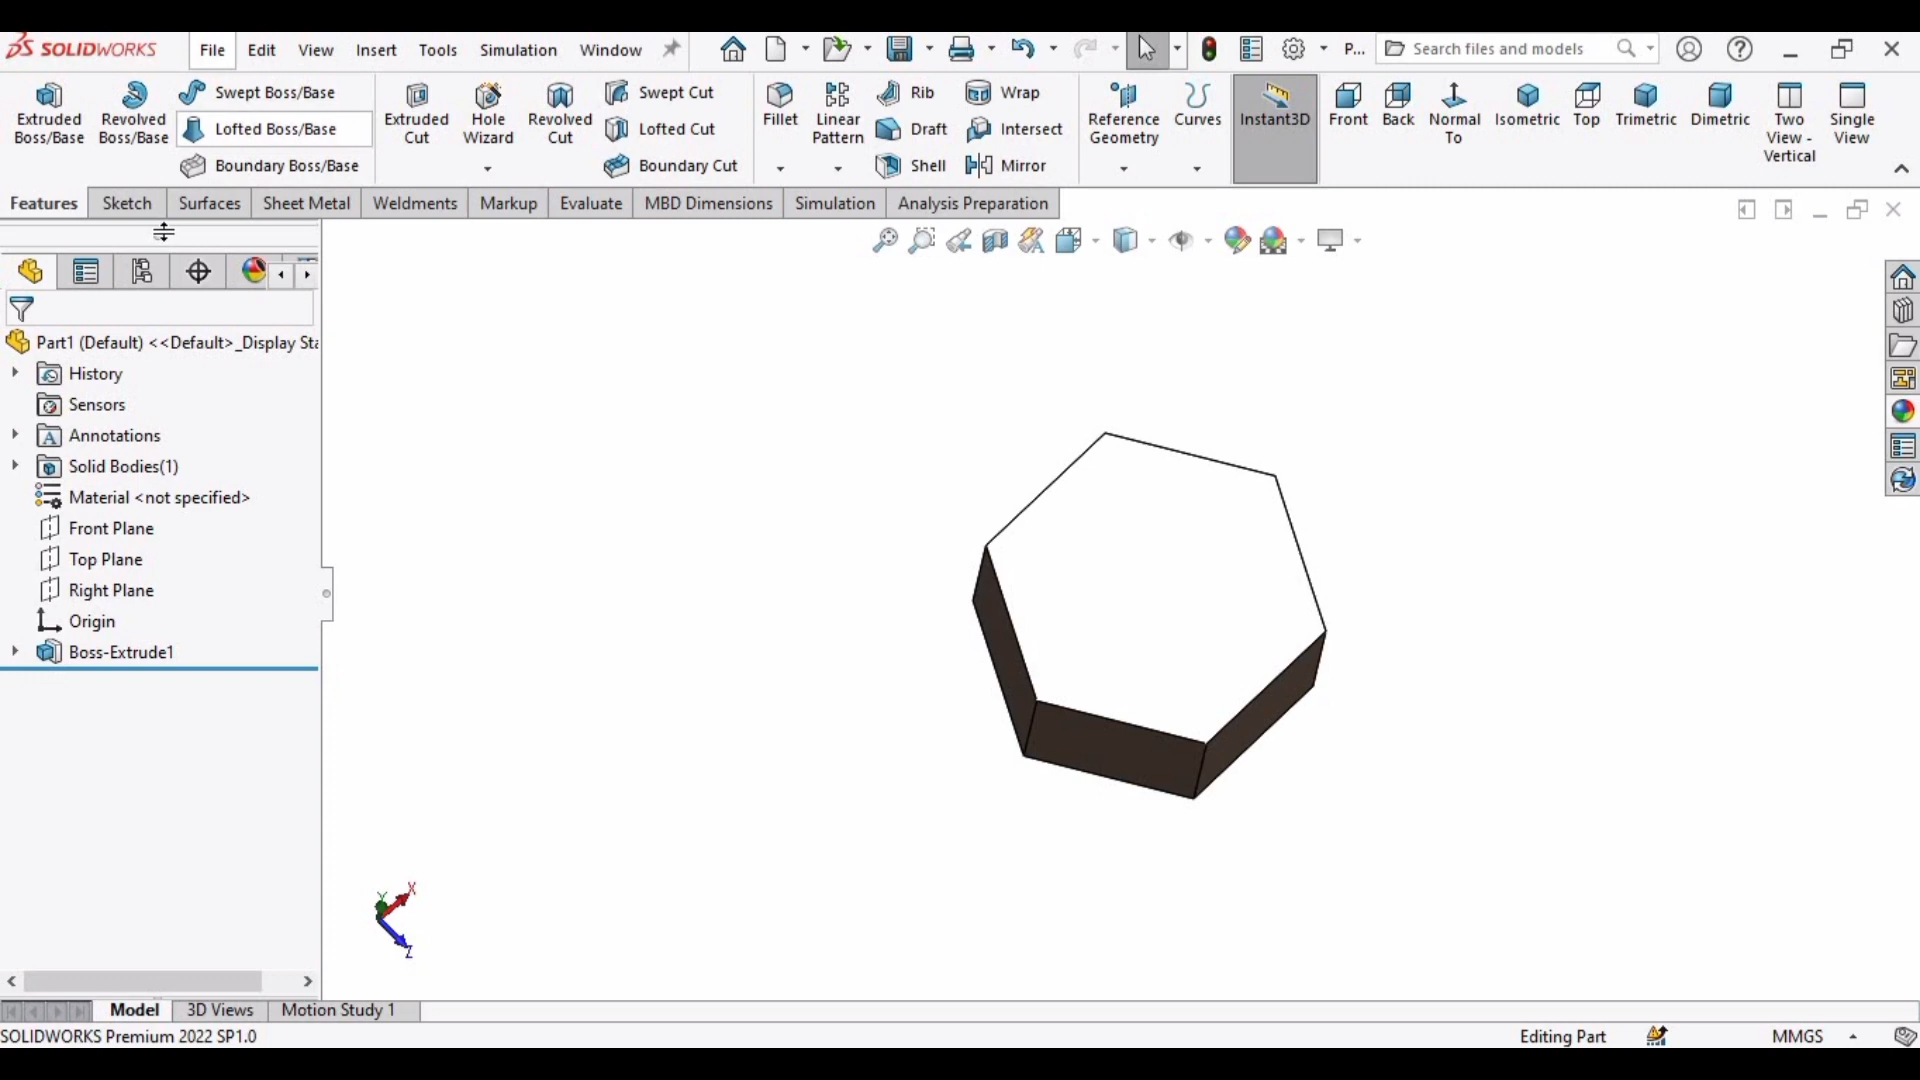 SOLIDWORKS File Edit View Insert Tools Simulation Window P... Search files and models
Extruded Boss/Base
Revolved Boss/Base
Swept Boss/Base
Lofted Boss/Base
Boundary Boss/Base
Extruded Cut
Hole Wizard
Revolved Cut
Swept Cut
Lofted Cut
Boundary Cut
Fillet
Linear Pattern
Rib
Draft
Shell
Wrap
Intersect
Mirror
Reference Geometry
Curves
Instant3D
Front
Back
Normal To
Isometric
Top
Trimetric
Dimetric
Two View - Vertical
Single View
Features Sketch Surfaces Sheet Metal Weldments Markup Evaluate MBD Dimensions Simulation Analysis Preparation
Part1 (Default) <<Default>_Display Sta
History
Sensors
Annotations
Solid Bodies(1)
Material <not specified>
Front Plane
Top Plane
Right Plane
Origin
Boss-Extrude1
Y X
Z
Model 3D Views Motion Study 1
SOLIDWORKS Premium 2022 SP1.0 Editing Part MMGS